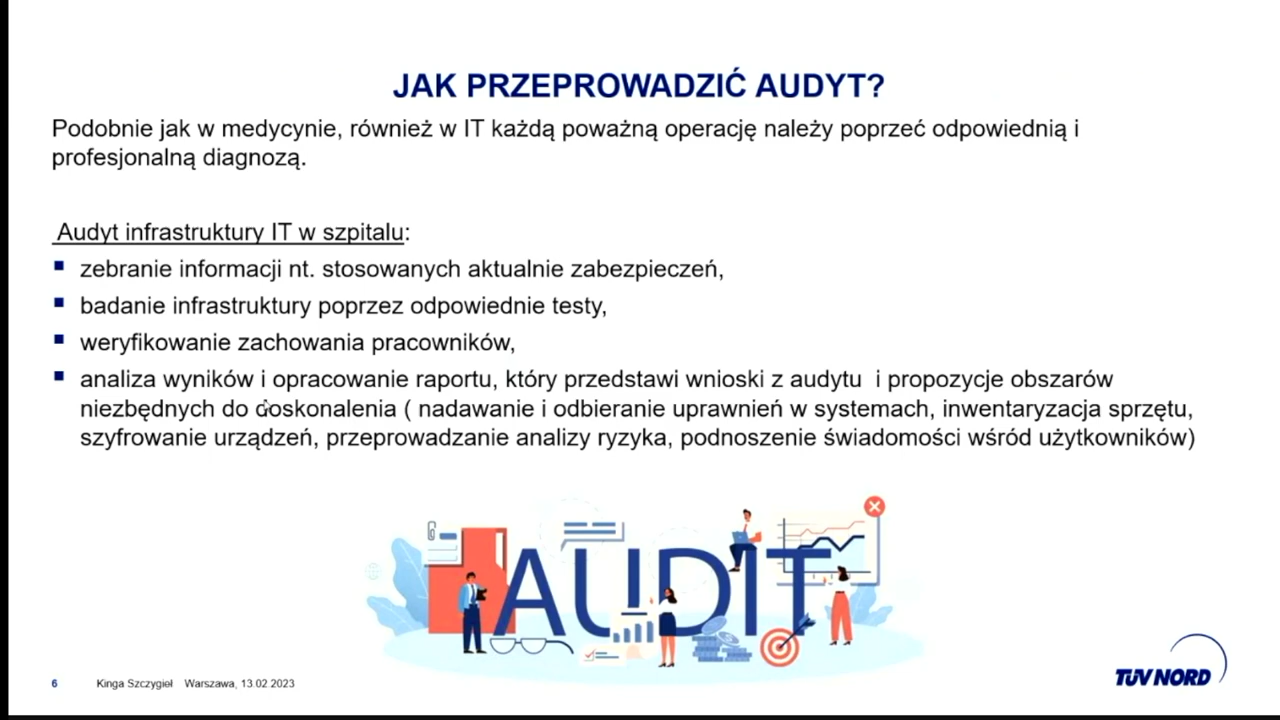 JAK PRZEPROWADZIĆ AUDYT?
Podobnie jak w medycynie, również w IT każdą poważną operację należy poprzeć odpowiednią i
profesjonalną diagnozą.
Audyt infrastruktury IT w szpitalu:
zebranie informacji nt. stosowanych aktualnie zabezpieczeń,
badanie infrastruktury poprzez odpowiednie testy,
weryfikowanie zachowania pracowników,
analiza wyników i opracowanie raportu, który przedstawi wnioski z audytu  i propozycje obszarów
niezbędnych do doskonalenia ( nadawanie i odbieranie uprawnień w systemach, inwentaryzacja sprzętu,
szyfrowanie urządzeń, przeprowadzanie analizy ryzyka, podnoszenie świadomości wśród użytkowników)
AUDIT
6 Kinga Szczygieł Warszawa, 13.02.2023
TÜV NORD